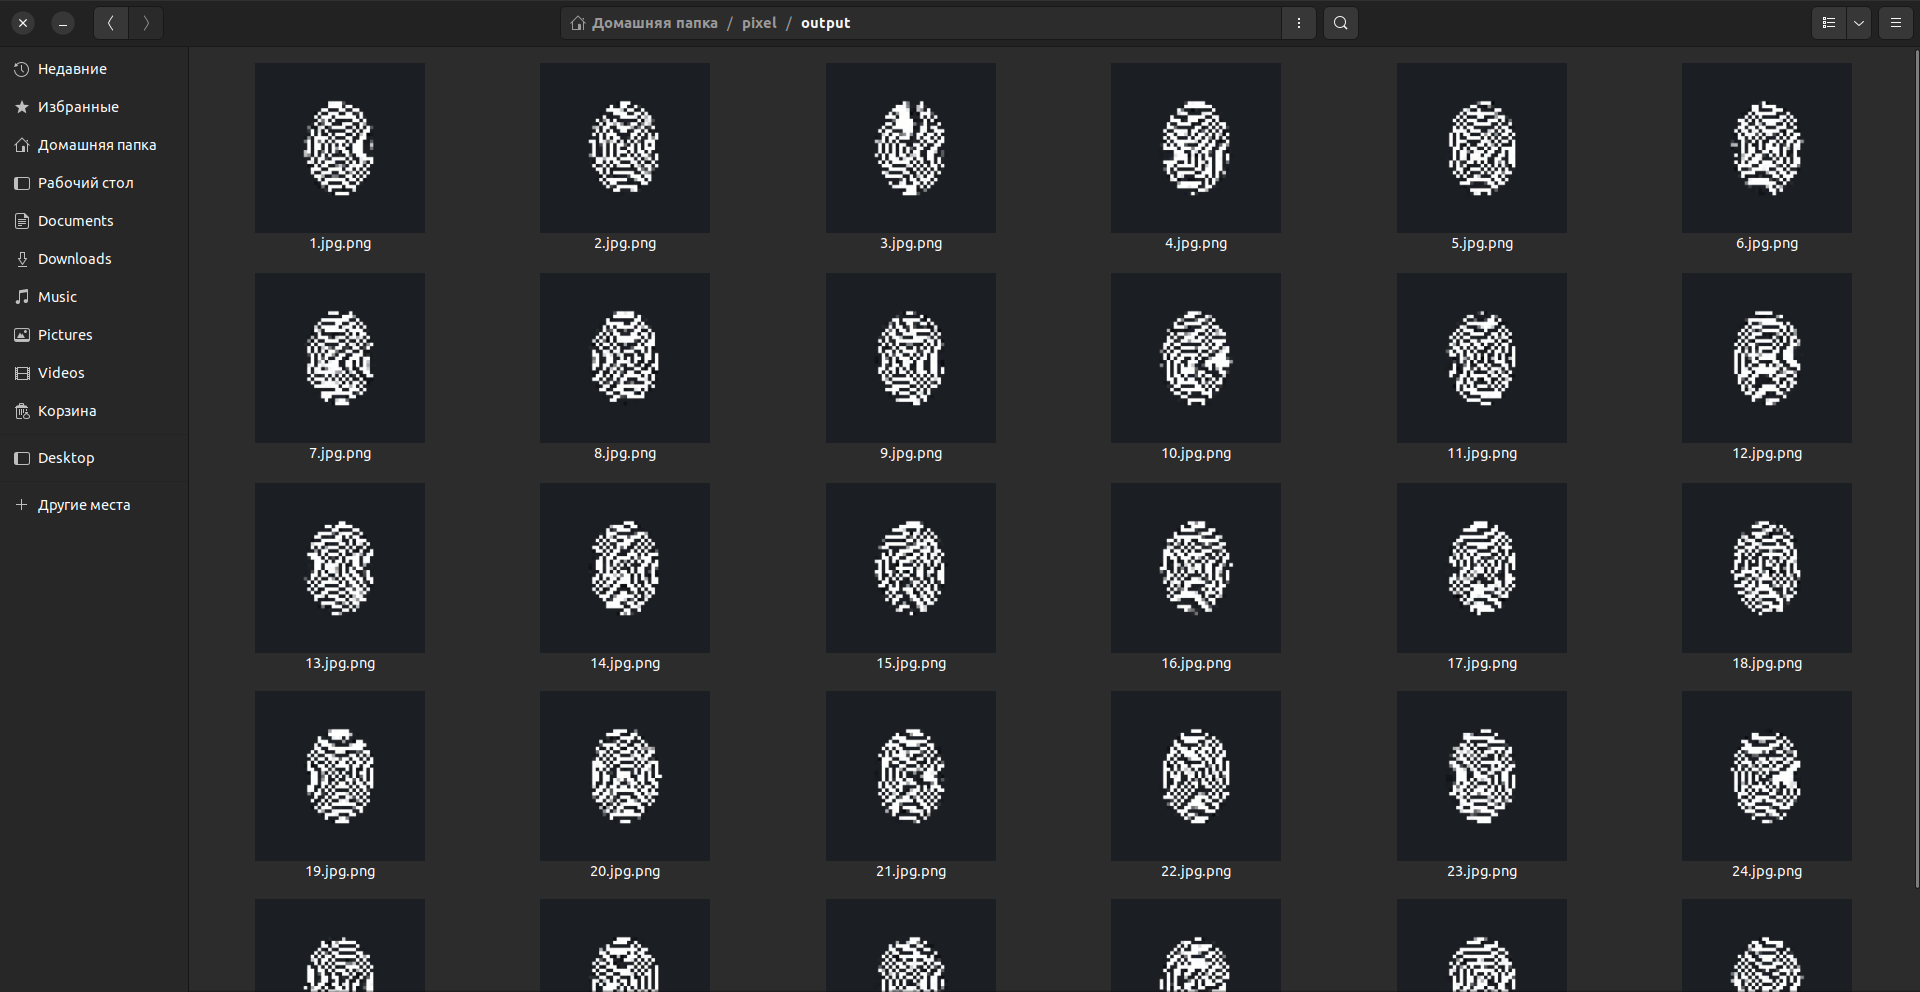 Домашняя папка / pixel / output
Недавние
Избранные
Домашняя папка
Рабочий стол
Documents
Downloads
Music
Pictures
Videos
Корзина
Desktop
Другие места
1.jpg.png 2.jpg.png 3.jpg.png 4.jpg.png 5.jpg.png 6.jpg.png
7.jpg.png 8.jpg.png 9.jpg.png 10.jpg.png 11.jpg.png 12.jpg.png
13.jpg.png 14.jpg.png 15.jpg.png 16.jpg.png 17.jpg.png 18.jpg.png
19.jpg.png 20.jpg.png 21.jpg.png 22.jpg.png 23.jpg.png 24.jpg.png